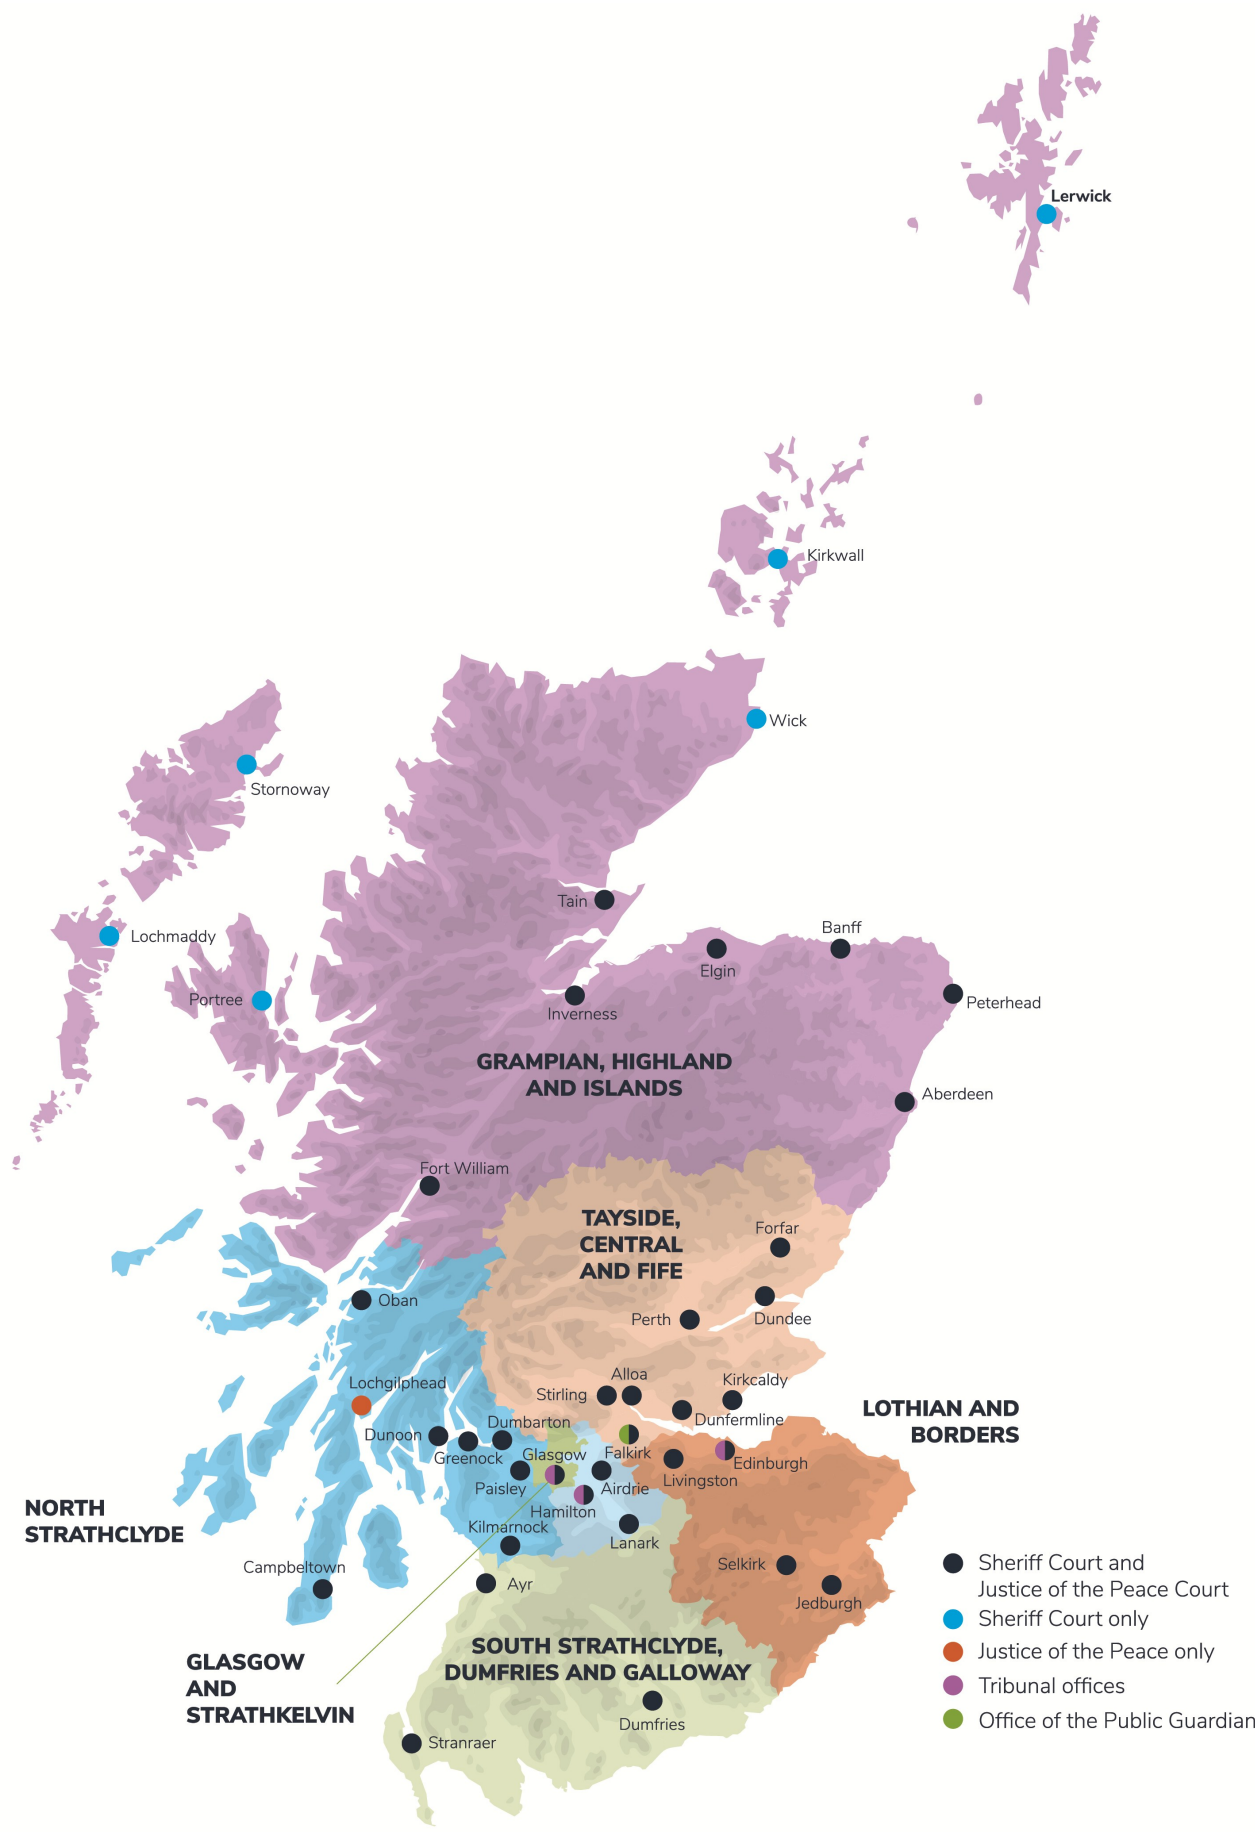 Lerwick
Kirkwall
Wick
Stornoway
Tain
Banff
Lochmaddy
Elgin
Portree
Peterhead
Inverness
GRAMPIAN, HIGHLAND
AND ISLANDS
Aberdeen
Fort William
TAYSIDE,
CENTRAL
AND FIFE
Forfar
Oban
Perth
Dundee
Alloa
Kirkcaldy
Lochgilphead
Stirling
LOTHIAN AND
BORDERS
Dunfermline
Dumbarton
Dunoon
Greenock
Glasgow
Falkirk
Edinburgh
Livingston
Paisley
Airdrie
Hamilton
NORTH
STRATHCLYDE
Kilmarnock
Lanark
Campbeltown
Selkirk
Ayr
Jedburgh
Sheriff Court and
Justice of the Peace Court
Sheriff Court only
Justice of the Peace only
Tribunal offices
Office of the Public Guardian
SOUTH STRATHCLYDE,
DUMFRIES AND GALLOWAY
GLASGOW
AND
STRATHKELVIN
Dumfries
Stranraer